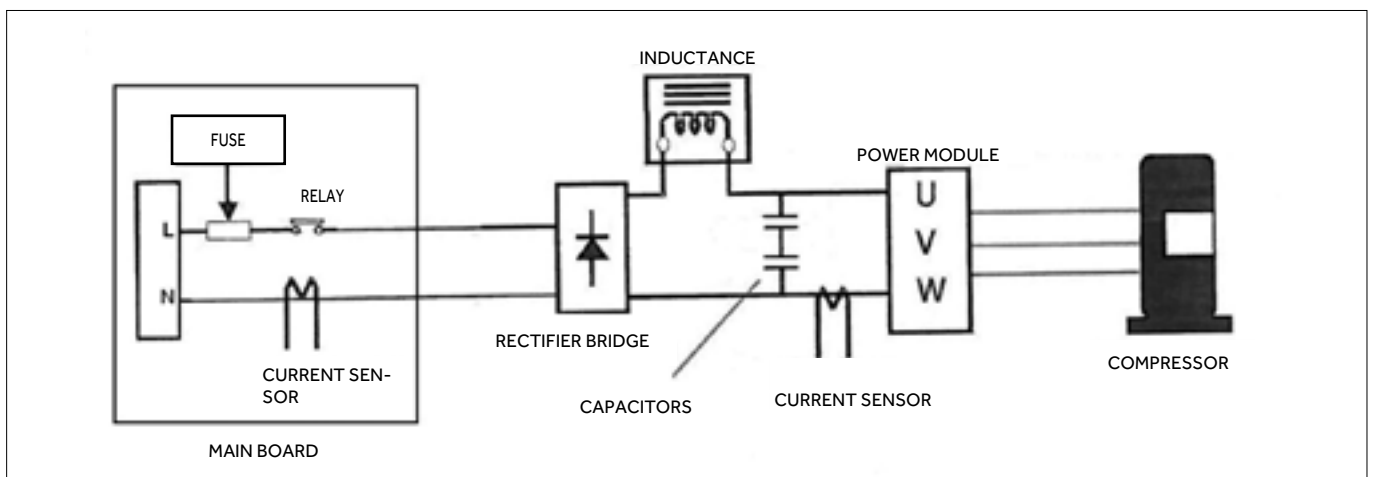 INDUCTANCE
FUSE
POWER MODULE
RELAY
U
L
V
N
W
RECTIFIER BRIDGE
COMPRESSOR
CURRENT SEN-
SOR
CAPACITORS
CURRENT SENSOR
MAIN BOARD